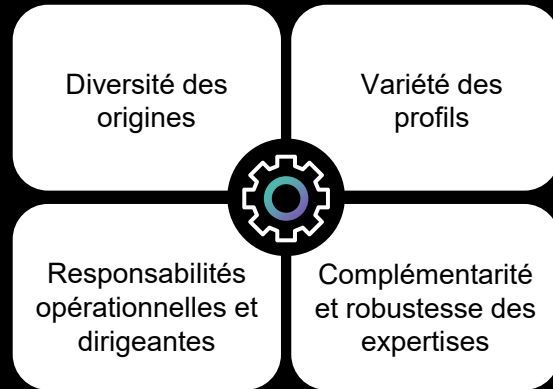 Diversité des
origines
Variété des
profils
Responsabilités
opérationnelles et
dirigeantes
Complémentarité
et robustesse des
expertises